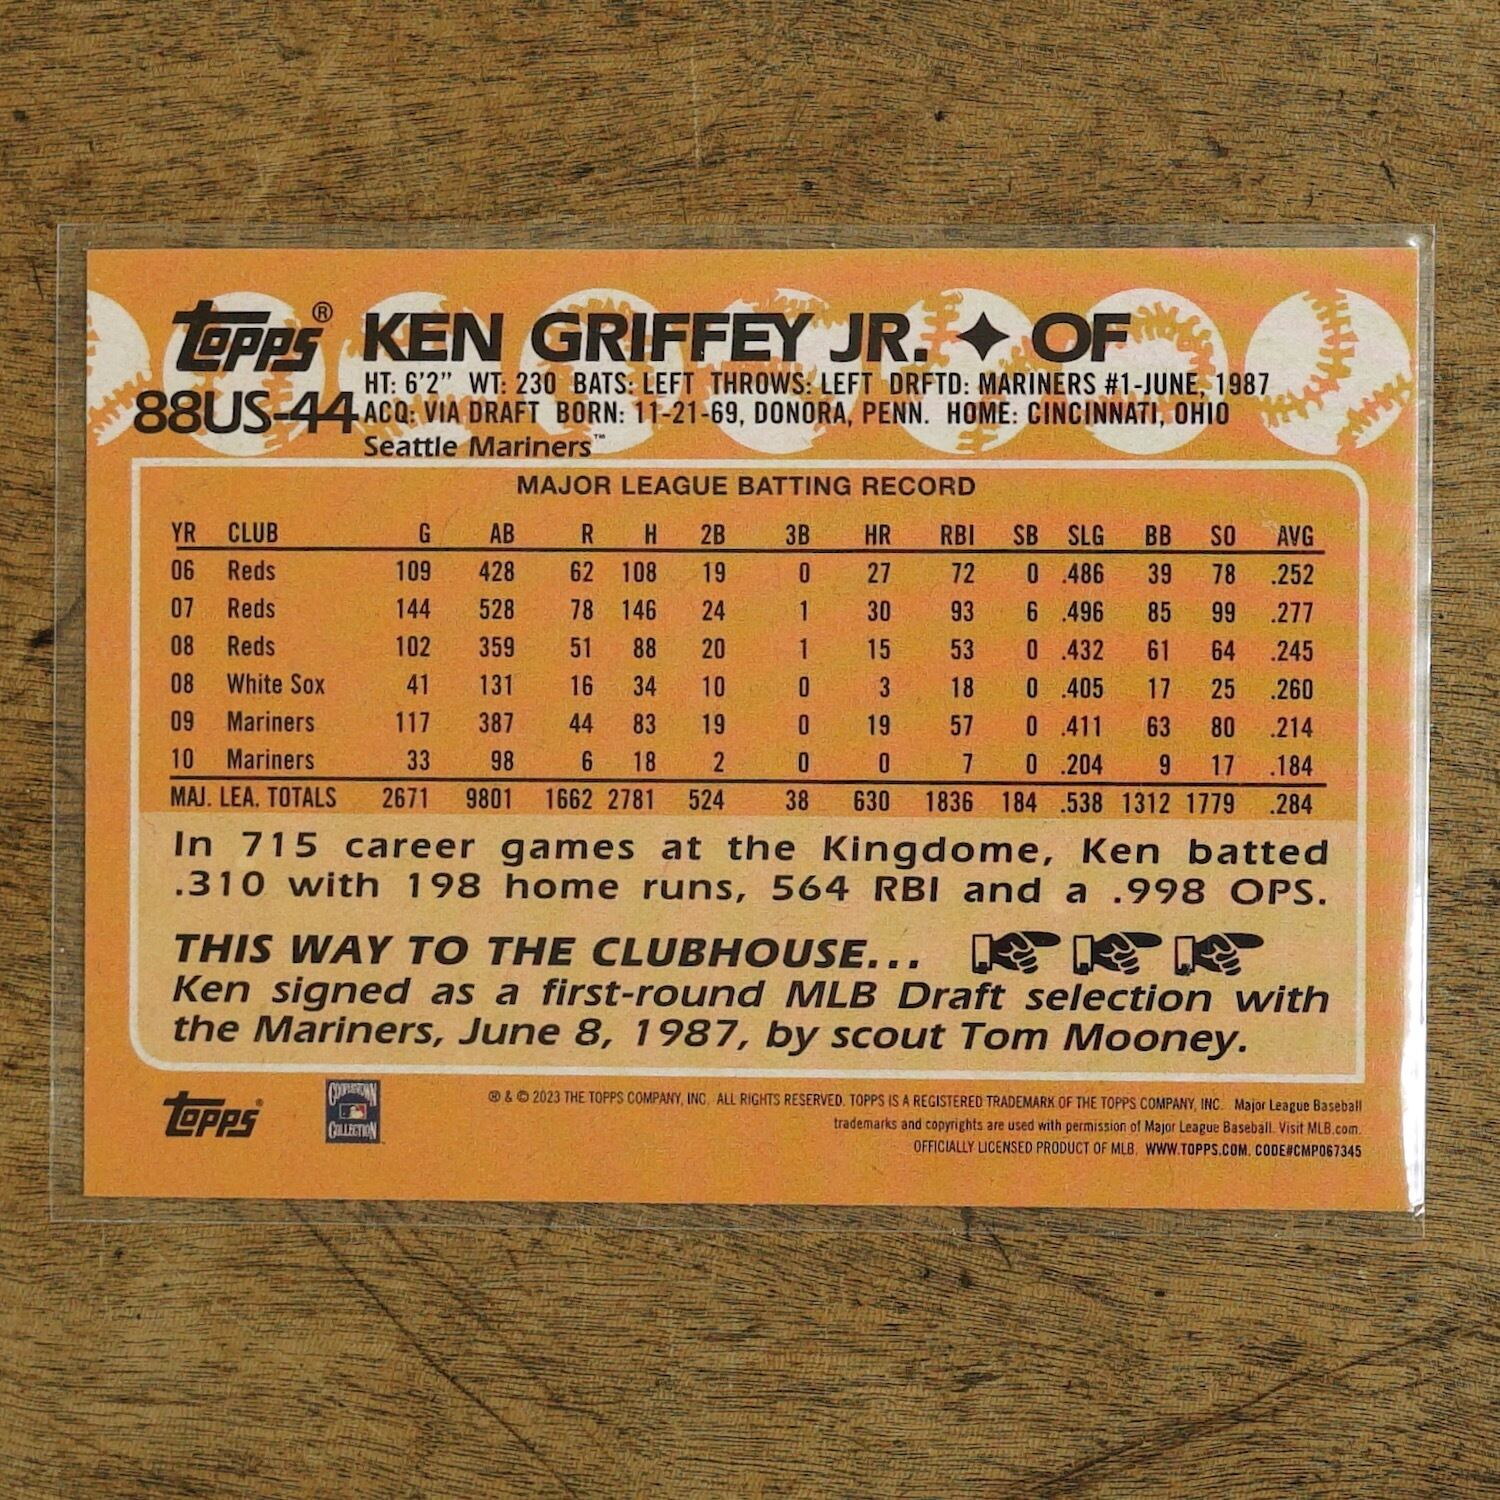 topps® KEN GRIFFEY JR. ✦ OF
88US-44
HT: 6'2" WT: 230 BATS: LEFT THROWS: LEFT DRFTD: MARINERS #1-JUNE, 1987
ACQ: VIA DRAFT BORN: 11-21-69, DONORA, PENN. HOME: CINCINNATI, OHIO
Seattle Mariners™
MAJOR LEAGUE BATTING RECORD
YR CLUB G AB R H 2B 3B HR RBI SB SLG BB SO AVG
06 Reds 109 428 62 108 19 0 27 72 0 .486 39 78 .252
07 Reds 144 528 78 146 24 1 30 93 6 .496 85 99 .277
08 Reds 102 359 51 88 20 1 15 53 0 .432 61 64 .245
08 White Sox 41 131 16 34 10 0 3 18 0 .405 17 25 .260
09 Mariners 117 387 44 83 19 0 19 57 0 .411 63 80 .214
10 Mariners 33 98 6 18 2 0 0 7 0 .204 9 17 .184
MAJ. LEA. TOTALS 2671 9801 1662 2781 524 38 630 1836 184 .538 1312 1779 .284
In 715 career games at the Kingdome, Ken batted
.310 with 198 home runs, 564 RBI and a .998 OPS.
THIS WAY TO THE CLUBHOUSE...
Ken signed as a first-round MLB Draft selection with
the Mariners, June 8, 1987, by scout Tom Mooney.
topps®
COOPERSTOWN
COLLECTION
® & © 2023 THE TOPPS COMPANY, INC. ALL RIGHTS RESERVED. TOPPS IS A REGISTERED TRADEMARK OF THE TOPPS COMPANY, INC. Major League Baseball
trademarks and copyrights are used with permission of Major League Baseball. Visit MLB.com.
OFFICIALLY LICENSED PRODUCT OF MLB. WWW.TOPPS.COM. CODE#CMP067345